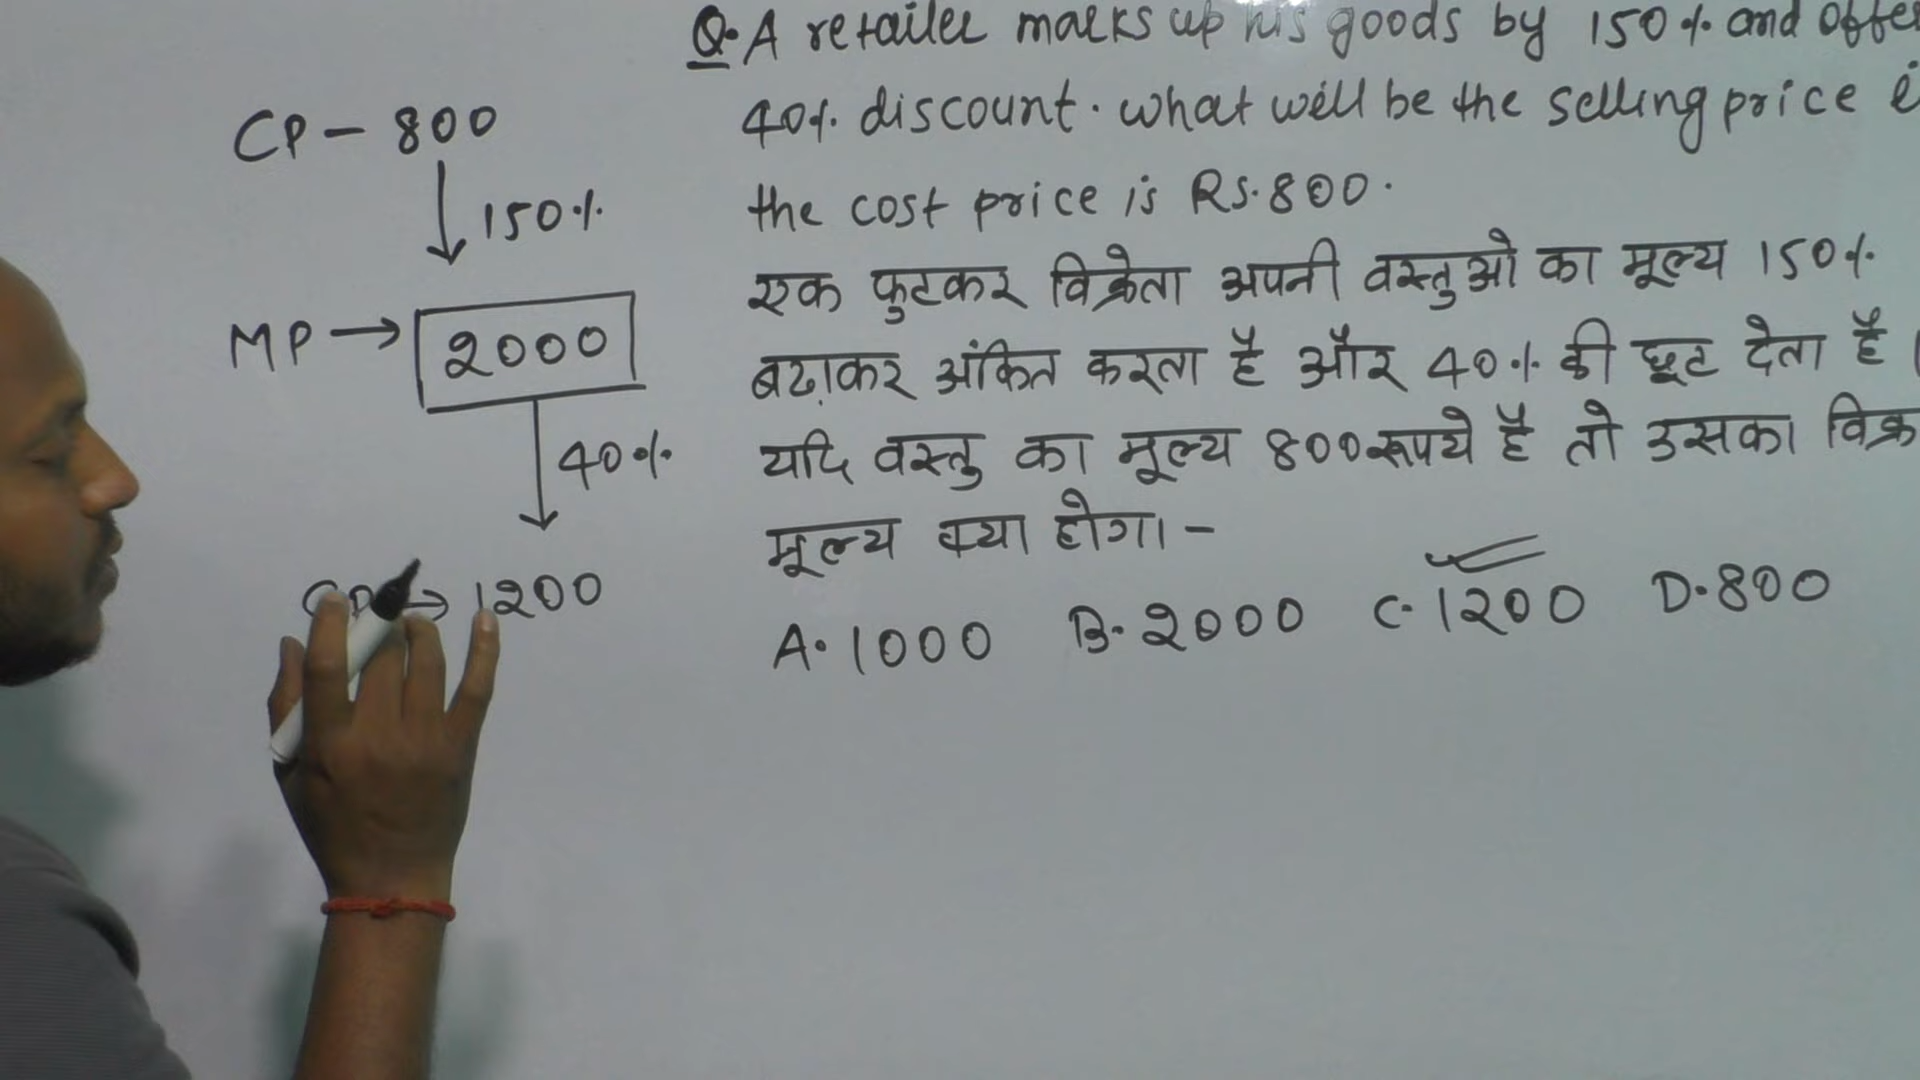 Q. A retailer marks up his goods by 150% and offe
40% discount. what will be the selling price i
the cost price is Rs. 800.
एक फुटकर विक्रेता अपनी वस्तुओ का मूल्य 150%
बढ़ाकर अंकित करता है और 40% की छूट देता है।
यदि वस्तु का मूल्य 800 रूपये है तो उसका विक्र
मूल्य क्या होगा। -
A. 1000 B. 2000 C. 1200 D. 800
CP - 800
↓ 150%
MP → 2000
↓ 40%
→ 1200